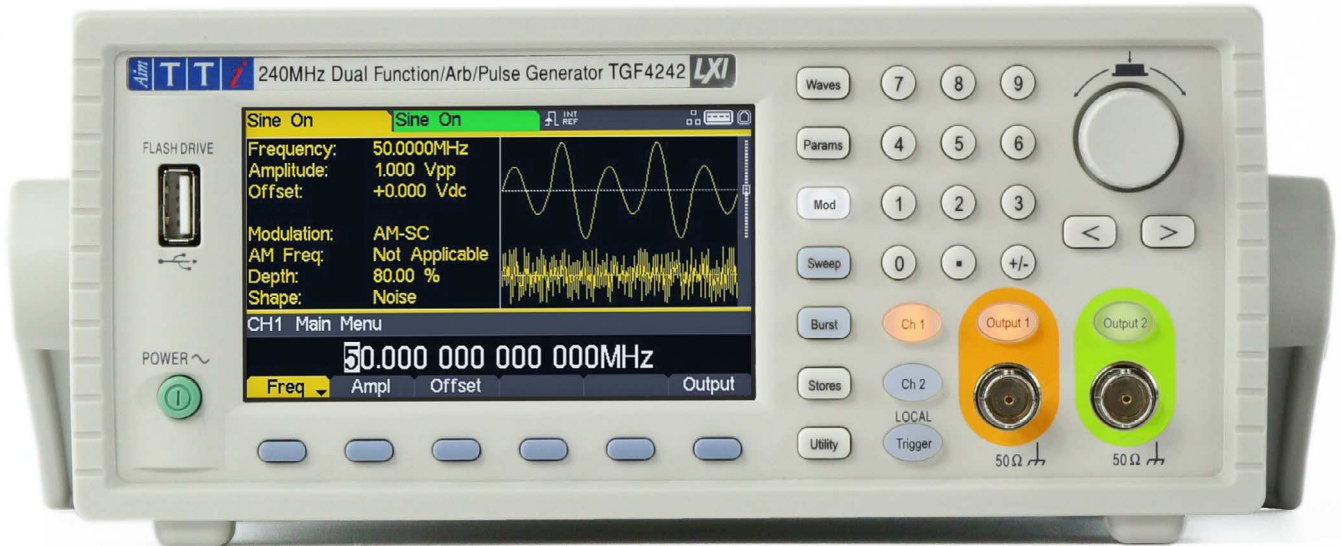 Aim TTi 240MHz Dual Function/Arb/Pulse Generator TGF4242 LXI
FLASH DRIVE
POWER
Sine On Sine On INT REF
Frequency: 50.0000MHz
Amplitude: 1.000 Vpp
Offset: +0.000 Vdc
Modulation: AM-SC
AM Freq: Not Applicable
Depth: 80.00 %
Shape: Noise
CH1 Main Menu
50.000 000 000 000MHz
Freq Ampl Offset Output
Waves 7 8 9
Params 4 5 6
Mod 1 2 3
< >
Sweep 0 . +/-
Burst Ch 1 Output 1 Output 2
Stores Ch 2
LOCAL
Utility Trigger
50Ω 50Ω